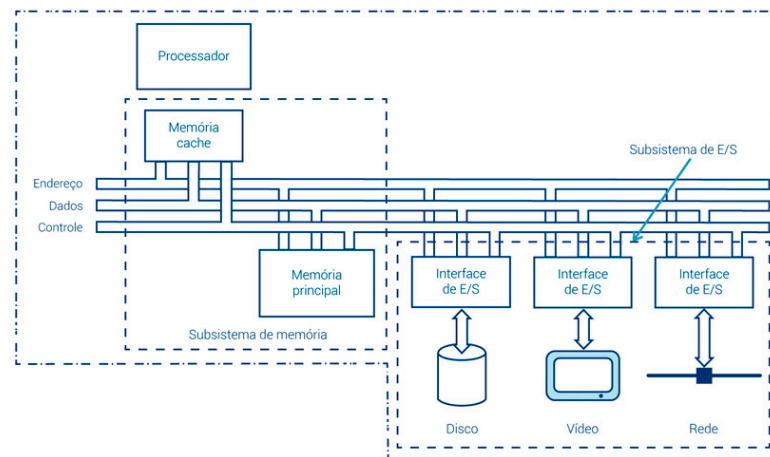 Processador
Memória
cache
Subsistema de E/S
Endereço
Dados
Controle
Memória
principal
Interface
de E/S
Interface
de E/S
Interface
de E/S
Subsistema de memória
Disco
Vídeo
Rede